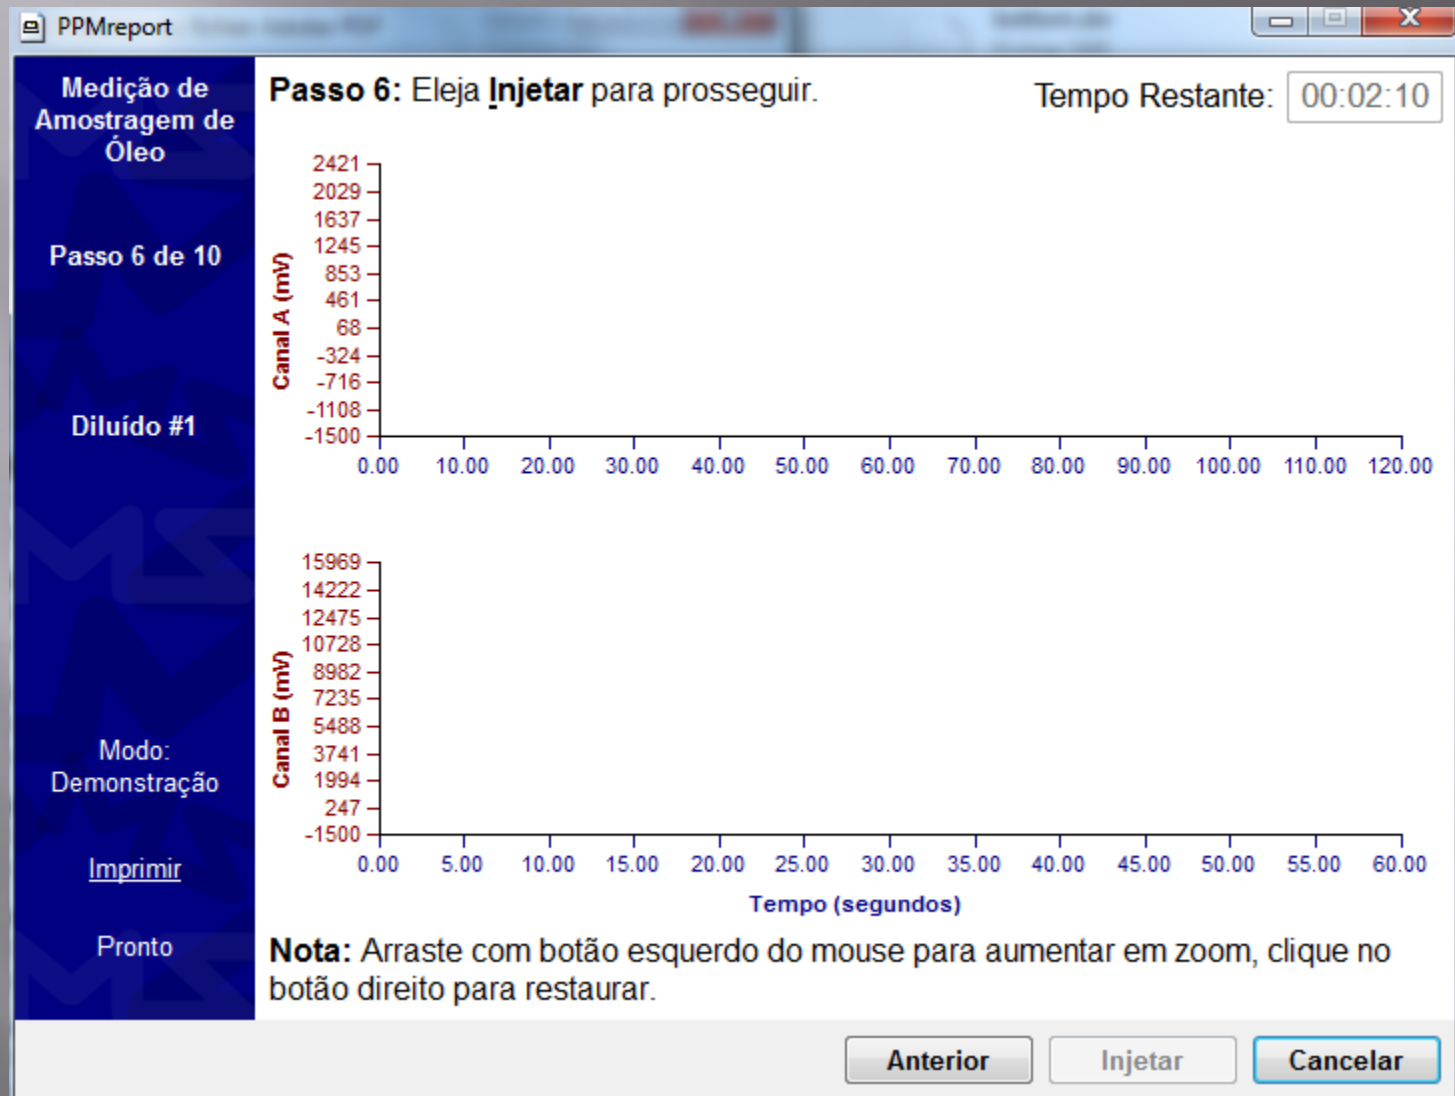 PPMreport
Medição de
Amostragem de
Óleo
Passo 6 de 10
Diluído #1
Modo:
Demonstração
Imprimir
Pronto
Passo 6: Eleja Injetar para prosseguir.
Tempo Restante: 00:02:10
Canal A (mV)
2421
2029
1637
1245
853
461
68
-324
-716
-1108
-1500
0.00 10.00 20.00 30.00 40.00 50.00 60.00 70.00 80.00 90.00 100.00 110.00 120.00
Canal B (mV)
15969
14222
12475
10728
8982
7235
5488
3741
1994
247
-1500
0.00 5.00 10.00 15.00 20.00 25.00 30.00 35.00 40.00 45.00 50.00 55.00 60.00
Tempo (segundos)
Nota: Arraste com botão esquerdo do mouse para aumentar em zoom, clique no
botão direito para restaurar.
Anterior Injetar Cancelar